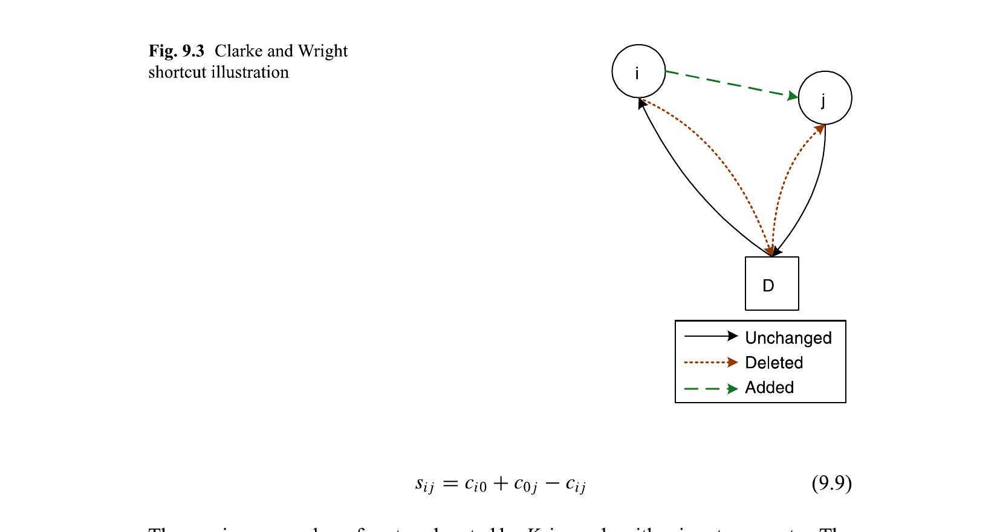 Fig. 9.3 Clarke and Wright
shortcut illustration
i
j
D
Unchanged
Deleted
Added
s_{ij} = c_{i0} + c_{0j} − c_{ij} (9.9)